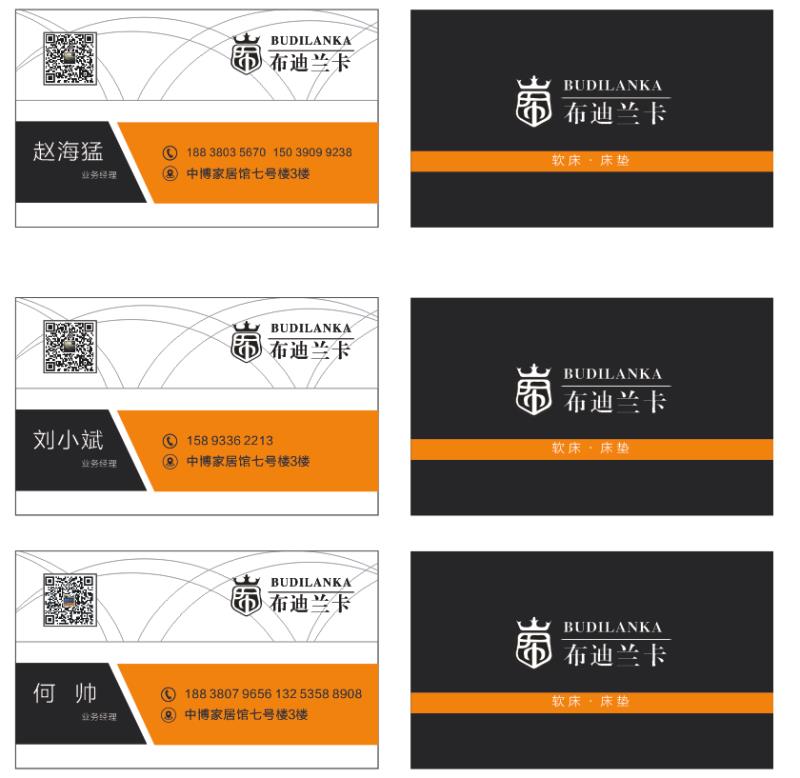 BUDILANKA
布迪兰卡
赵海猛
业务经理
188 3803 5670 150 3909 9238
中博家居馆七号楼3楼
BUDILANKA
布迪兰卡
软床·床垫
BUDILANKA
布迪兰卡
刘小斌
业务经理
158 9336 2213
中博家居馆七号楼3楼
BUDILANKA
布迪兰卡
软床·床垫
BUDILANKA
布迪兰卡
何 帅
业务经理
188 3807 9656 132 5358 8908
中博家居馆七号楼3楼
BUDILANKA
布迪兰卡
软床·床垫